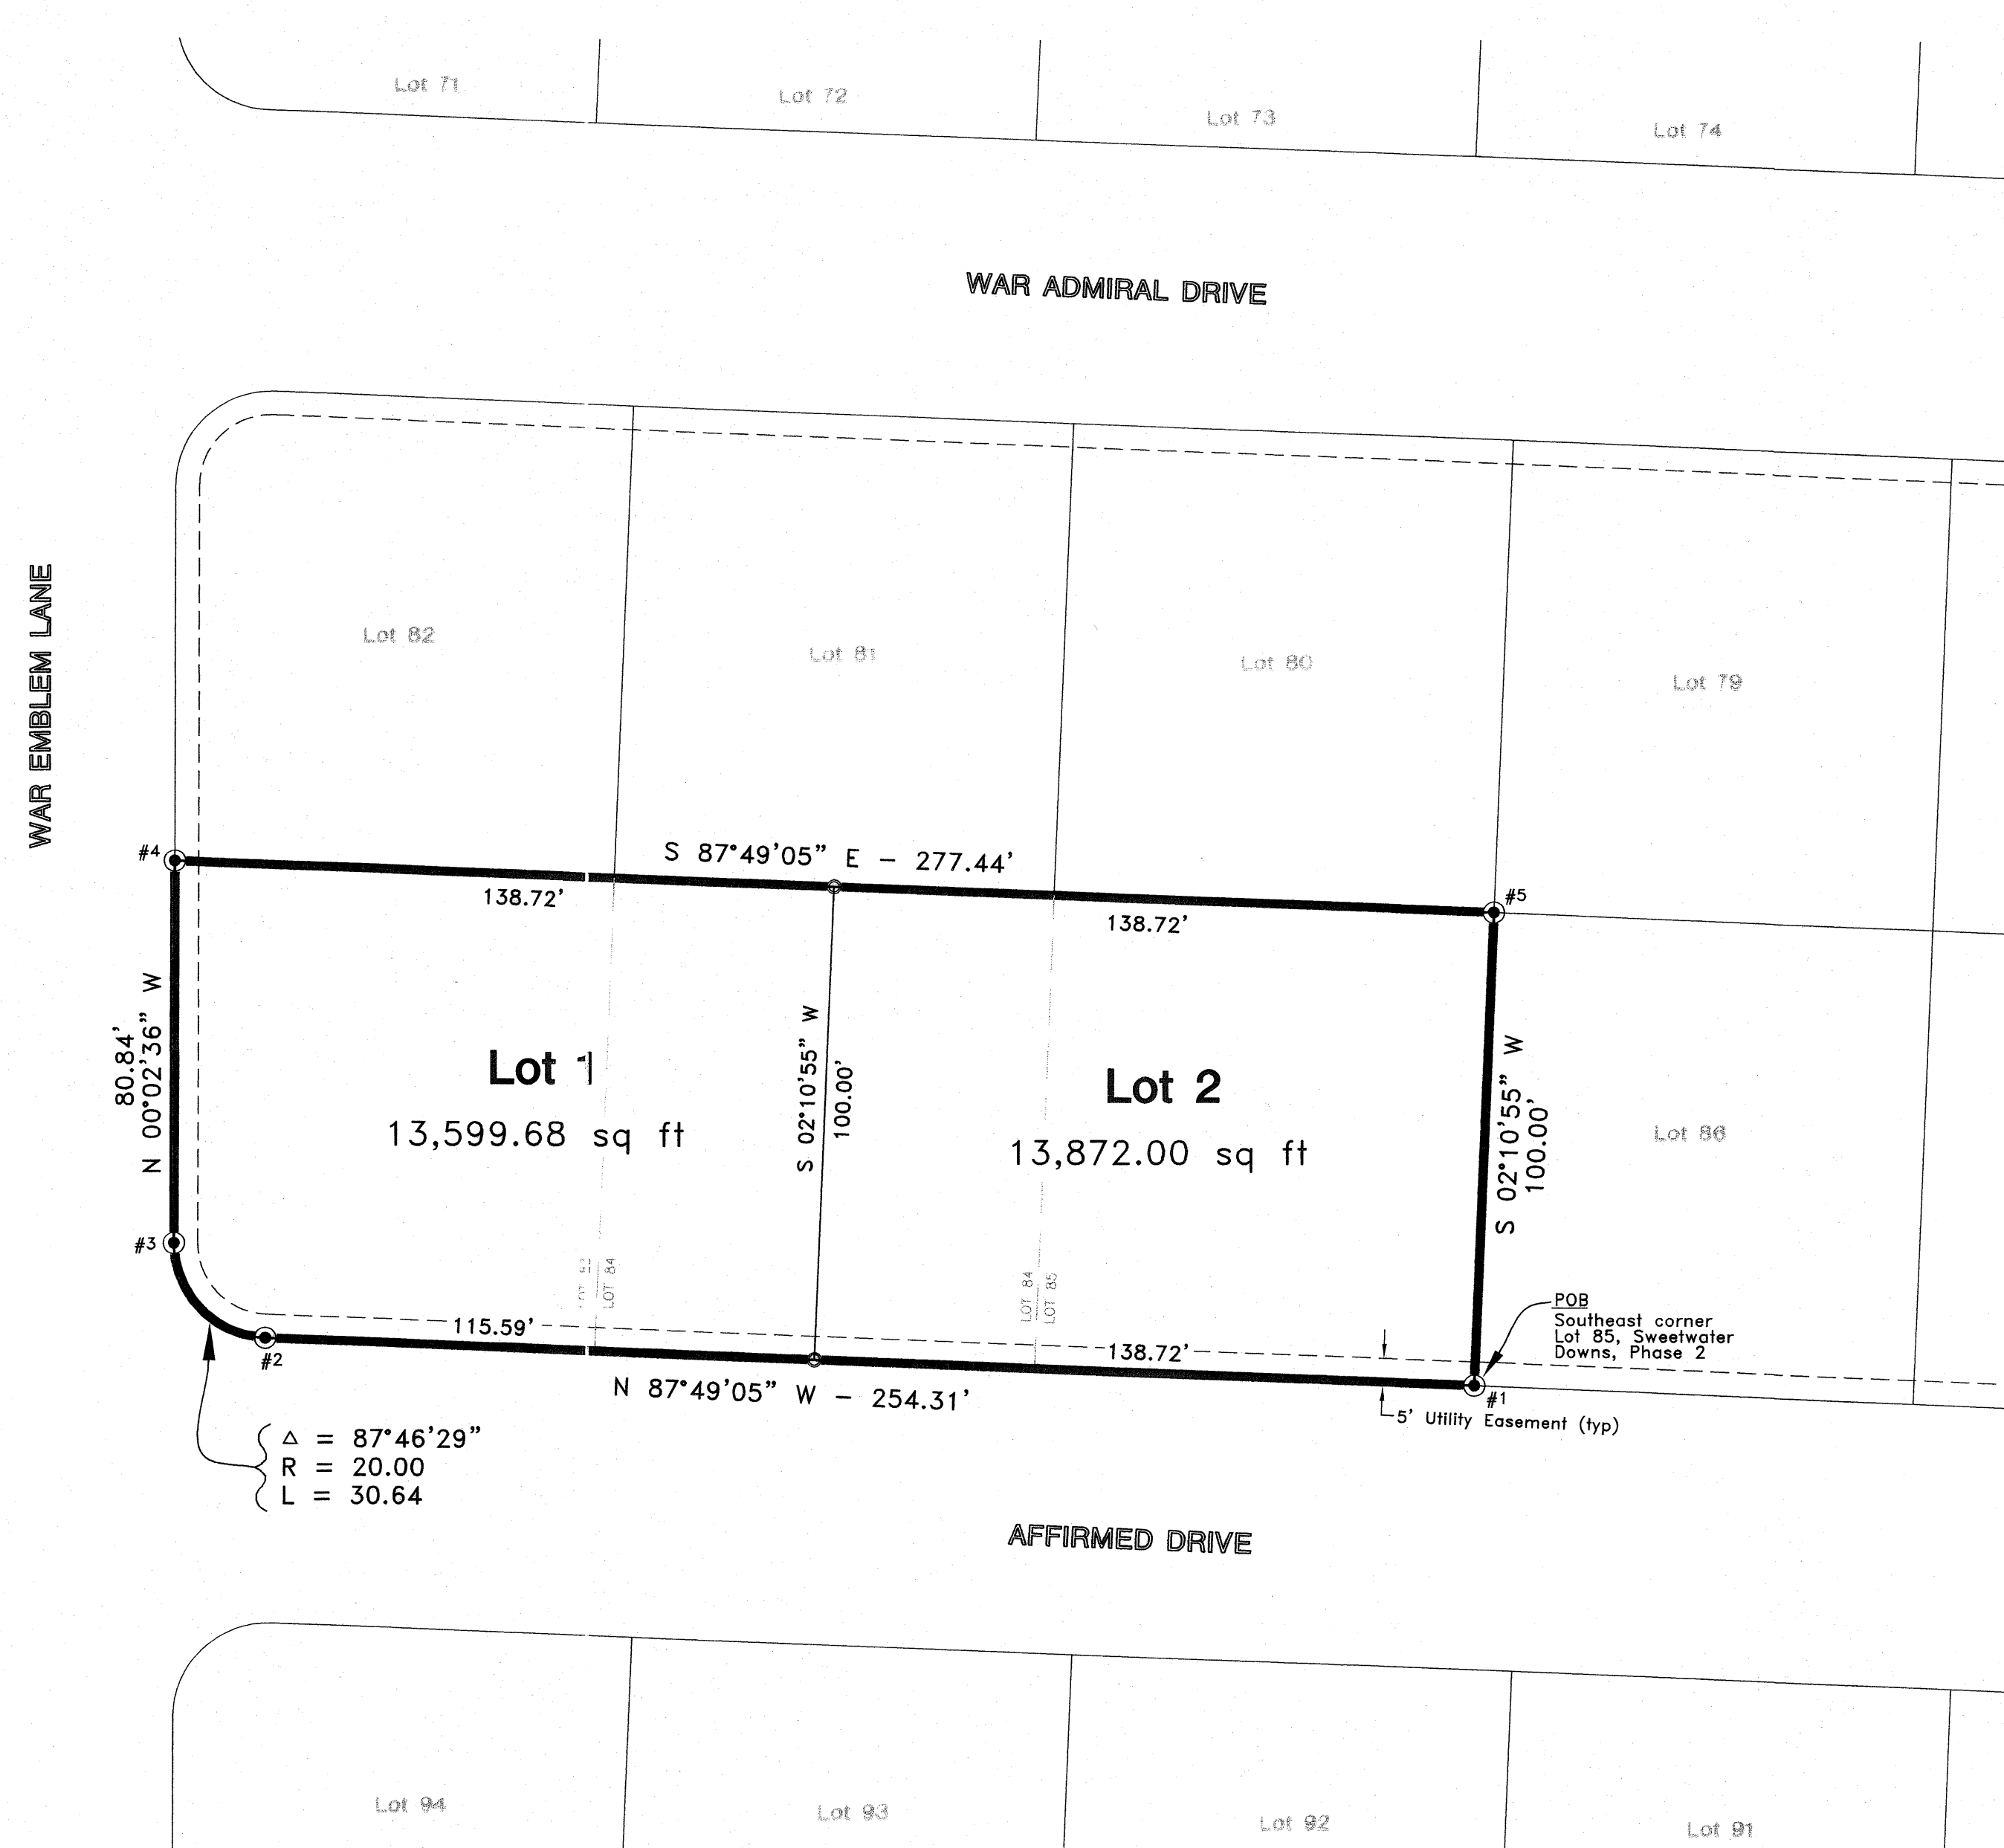 Lot 71
Lot 72
Lot 73
Lot 74
WAR ADMIRAL DRIVE
WAR EMBLEM LANE
Lot 82
Lot 81
Lot 80
Lot 79
#4
S 87°49'05" E - 277.44'
#5
138.72'
138.72'
80.84'
N 00°02'36" W
Lot 1
13,599.68 sq ft
S 02°10'55" W
100.00'
Lot 2
13,872.00 sq ft
S 02°10'55" W
100.00'
Lot 86
#3
LOT 84
LOT 84
LOT 85
POB
Southeast corner
Lot 85, Sweetwater
Downs, Phase 2
115.59'
138.72'
#2
N 87°49'05" W - 254.31'
#1
5' Utility Easement (typ)
Δ = 87°46'29"
R = 20.00
L = 30.64
AFFIRMED DRIVE
Lot 94
Lot 93
Lot 92
Lot 91